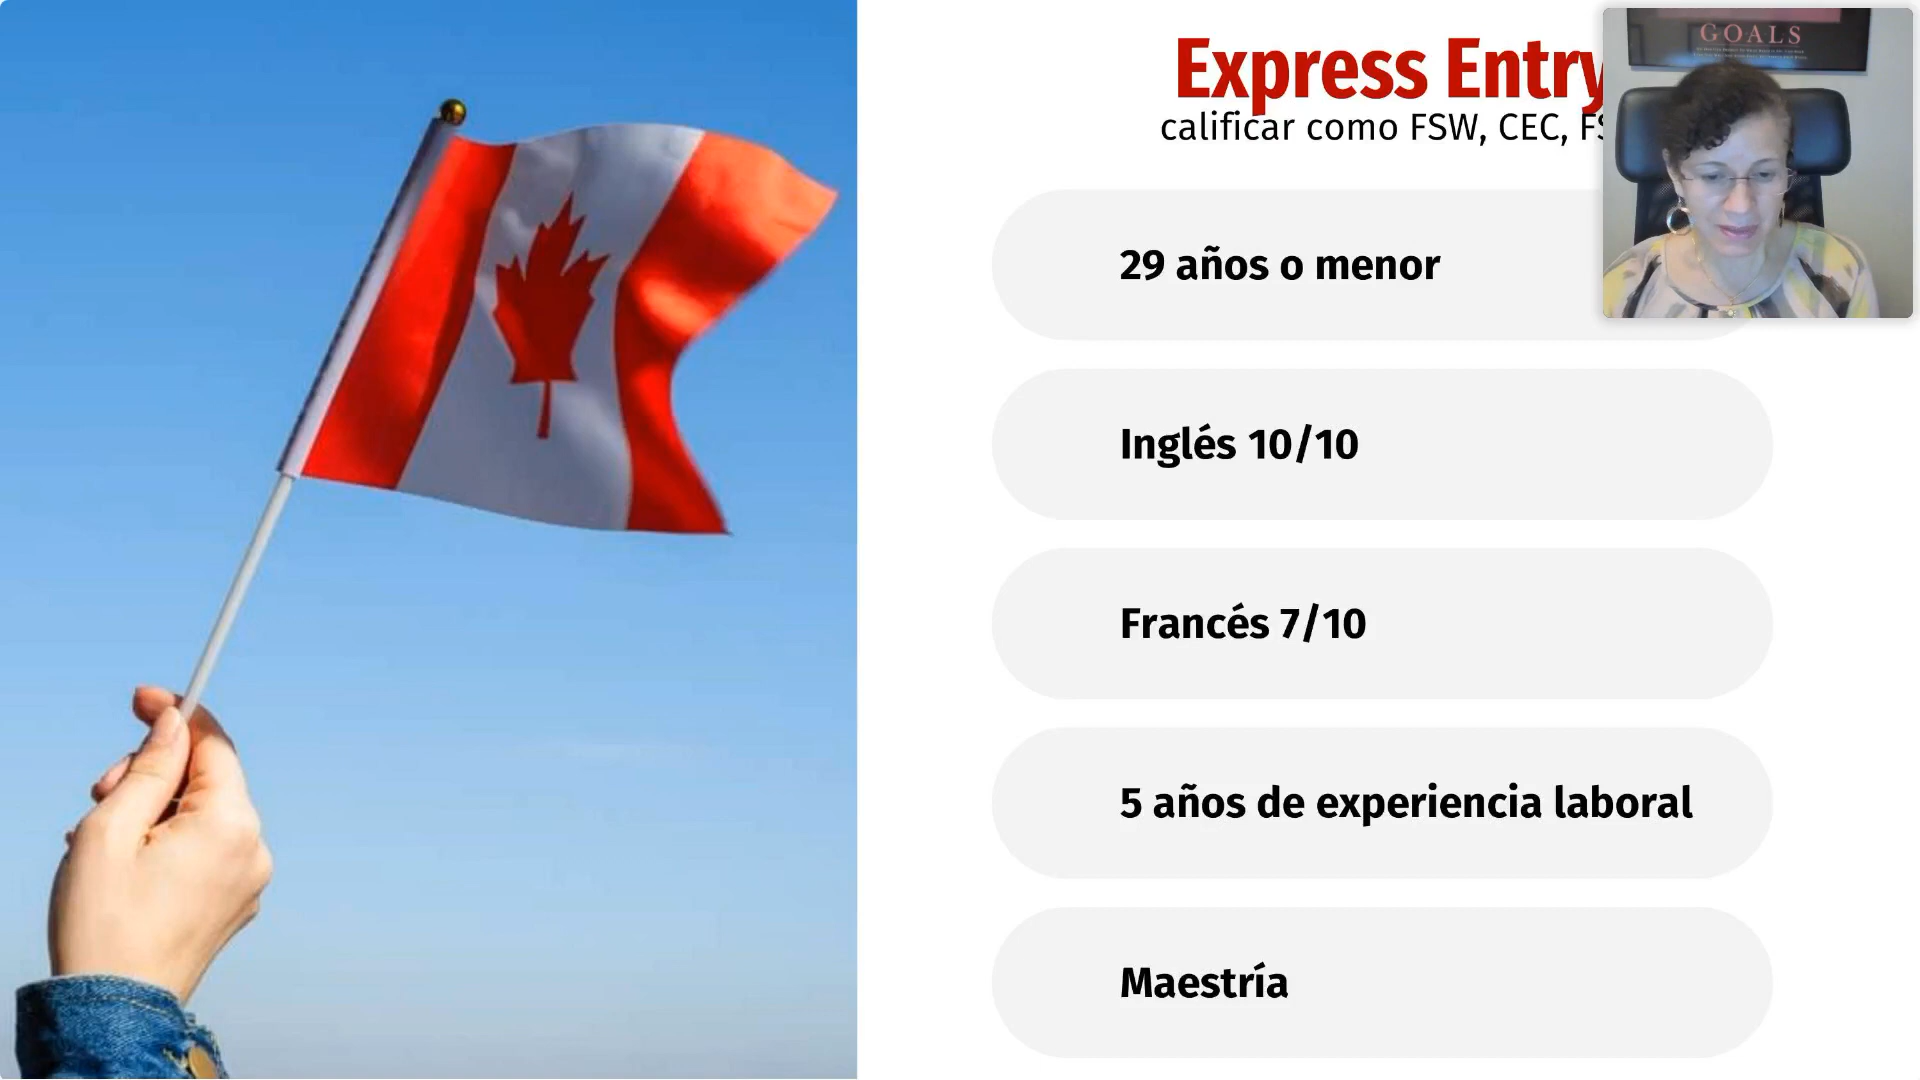 Express Entry
calificar como FSW, CEC,
GOALS
29 años o menor
Inglés 10/10
Francés 7/10
5 años de experiencia laboral
Maestría